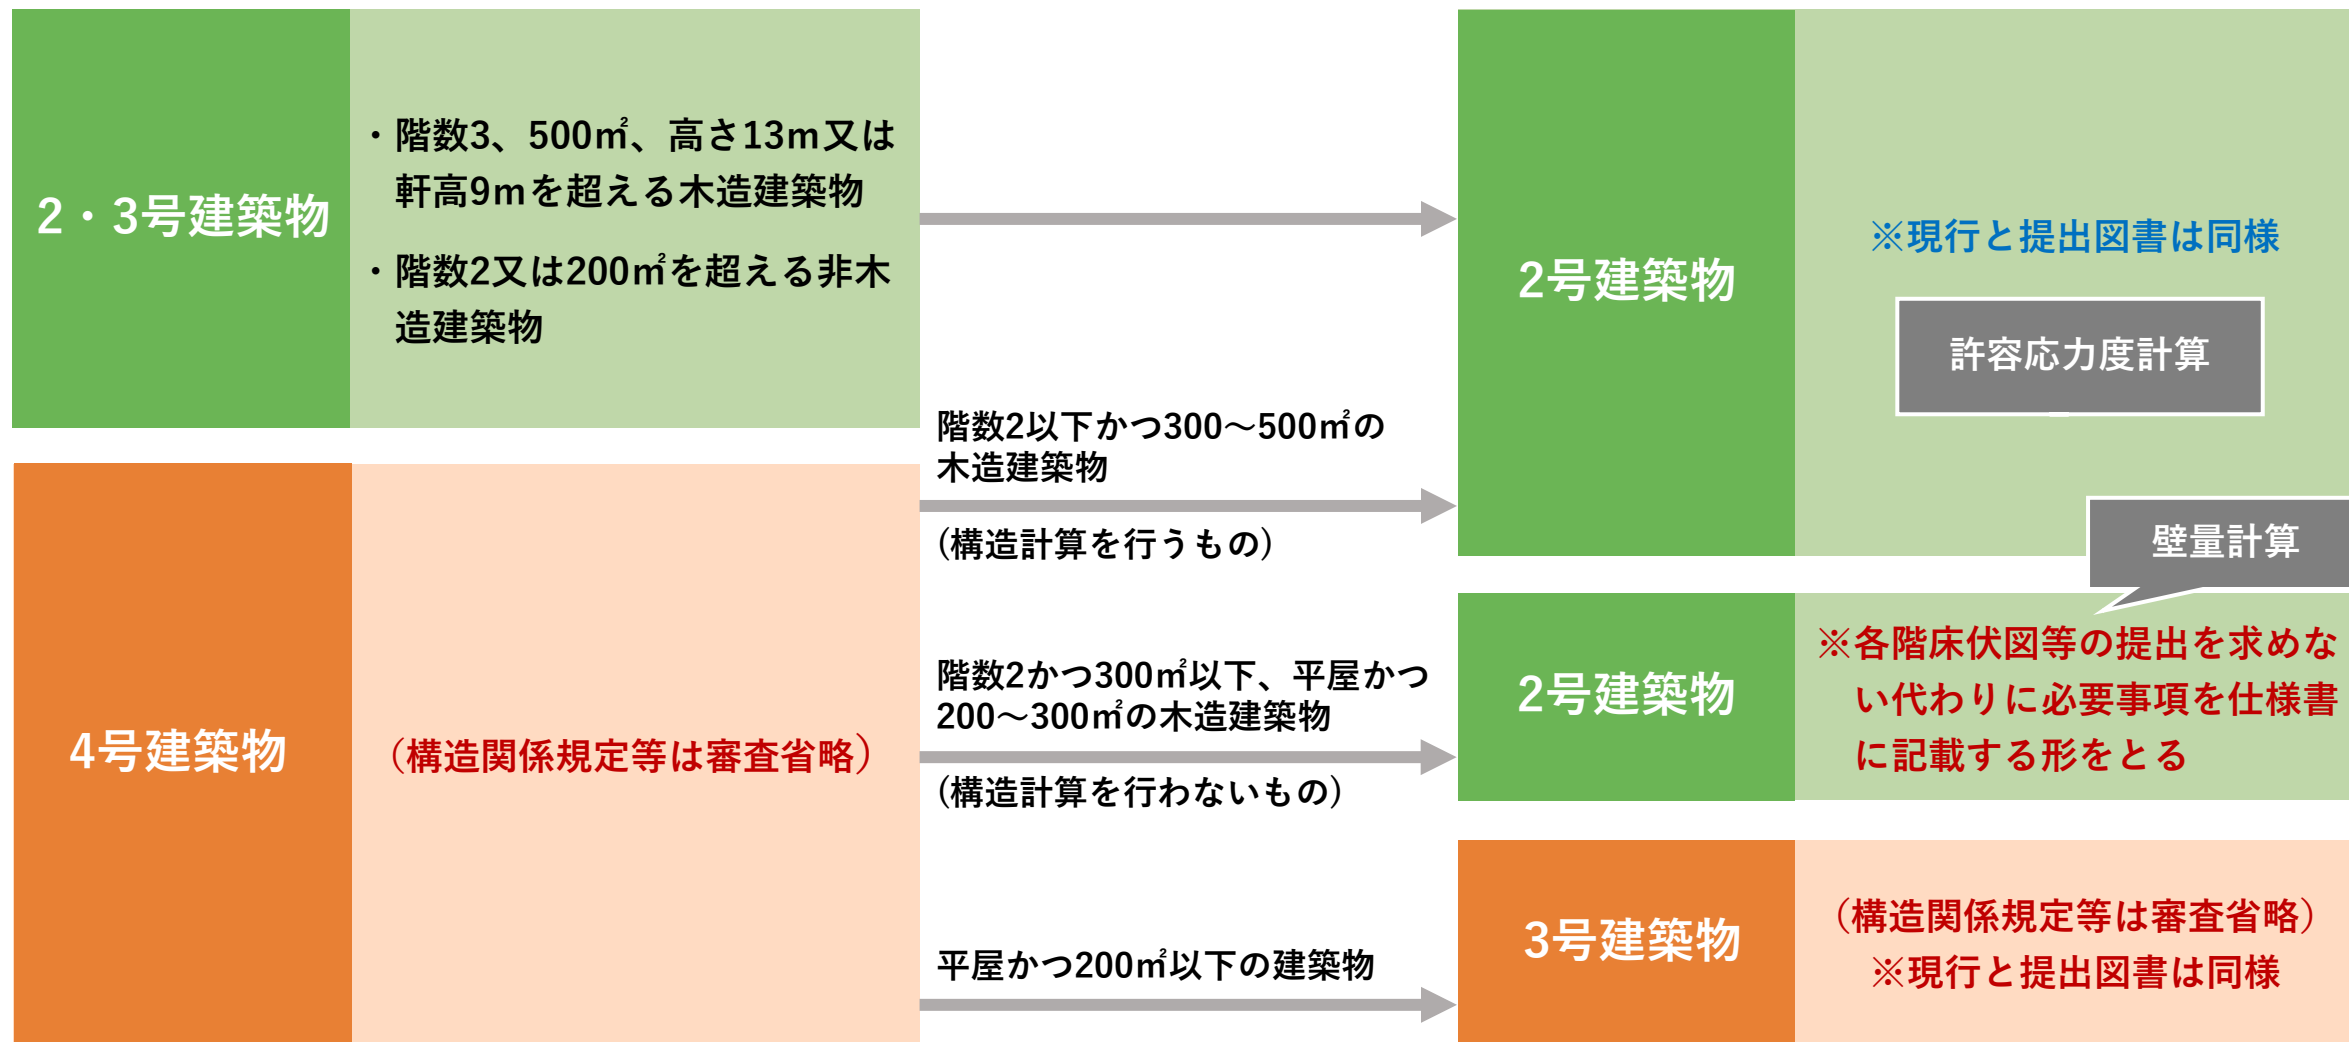 2・3号建築物
・階数3、500㎡、高さ13m又は
軒高9mを超える木造建築物
・階数2又は200㎡を超える非木
造建築物
4号建築物
(構造関係規定等は審査省略)
階数2以下かつ300～500㎡の
木造建築物
(構造計算を行うもの)
階数2かつ300㎡以下、平屋かつ
200～300㎡の木造建築物
(構造計算を行わないもの)
平屋かつ200㎡以下の建築物
2号建築物
※現行と提出図書は同様
許容応力度計算
壁量計算
2号建築物
※各階床伏図等の提出を求めな
い代わりに必要事項を仕様書
に記載する形をとる
3号建築物
(構造関係規定等は審査省略)
※現行と提出図書は同様